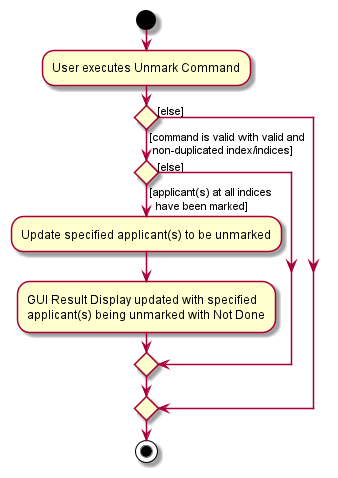 User executes Unmark Command
[else]
[command is valid with valid and
non-duplicated index/indices]
[else]
[applicant(s) at all indices
have been marked]
Update specified applicant(s) to be unmarked
GUI Result Display updated with specified
applicant(s) being unmarked with Not Done